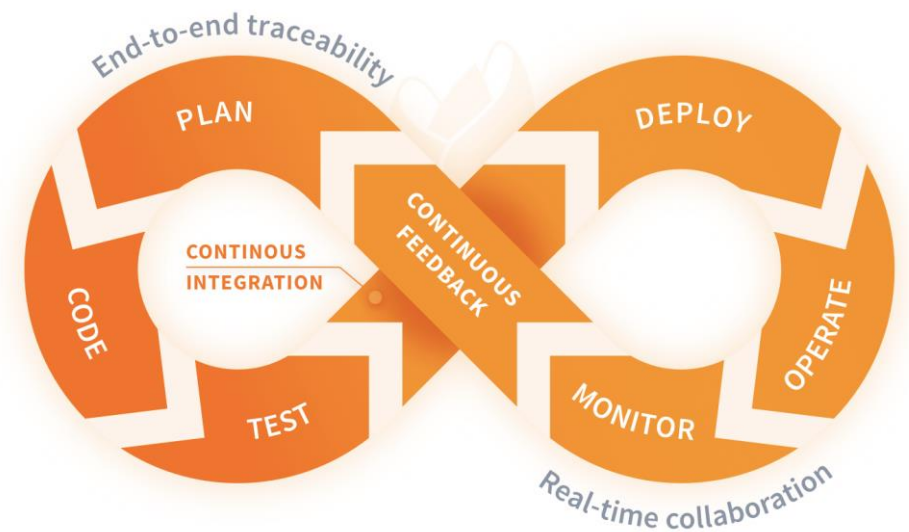 End-to-end traceability
PLAN
DEPLOY
CONTINUOUS
FEEDBACK
CONTINOUS
INTEGRATION
CODE
OPERATE
TEST
MONITOR
Real-time collaboration